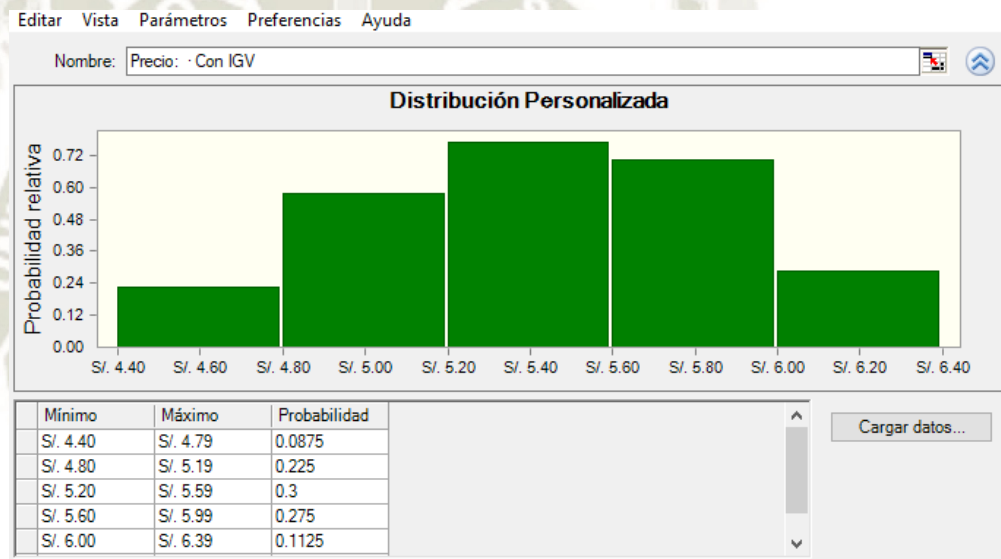 Editar Vista Parámetros Preferencias Ayuda
Nombre: Precio: · Con IGV
Distribución Personalizada
Probabilidad relativa
0.72
0.60
0.48
0.36
0.24
0.12
0.00
S/. 4.40 S/. 4.60 S/. 4.80 S/. 5.00 S/. 5.20 S/. 5.40 S/. 5.60 S/. 5.80 S/. 6.00 S/. 6.20 S/. 6.40
Mínimo Máximo Probabilidad
S/. 4.40 S/. 4.79 0.0875
S/. 4.80 S/. 5.19 0.225
S/. 5.20 S/. 5.59 0.3
S/. 5.60 S/. 5.99 0.275
S/. 6.00 S/. 6.39 0.1125
Cargar datos...